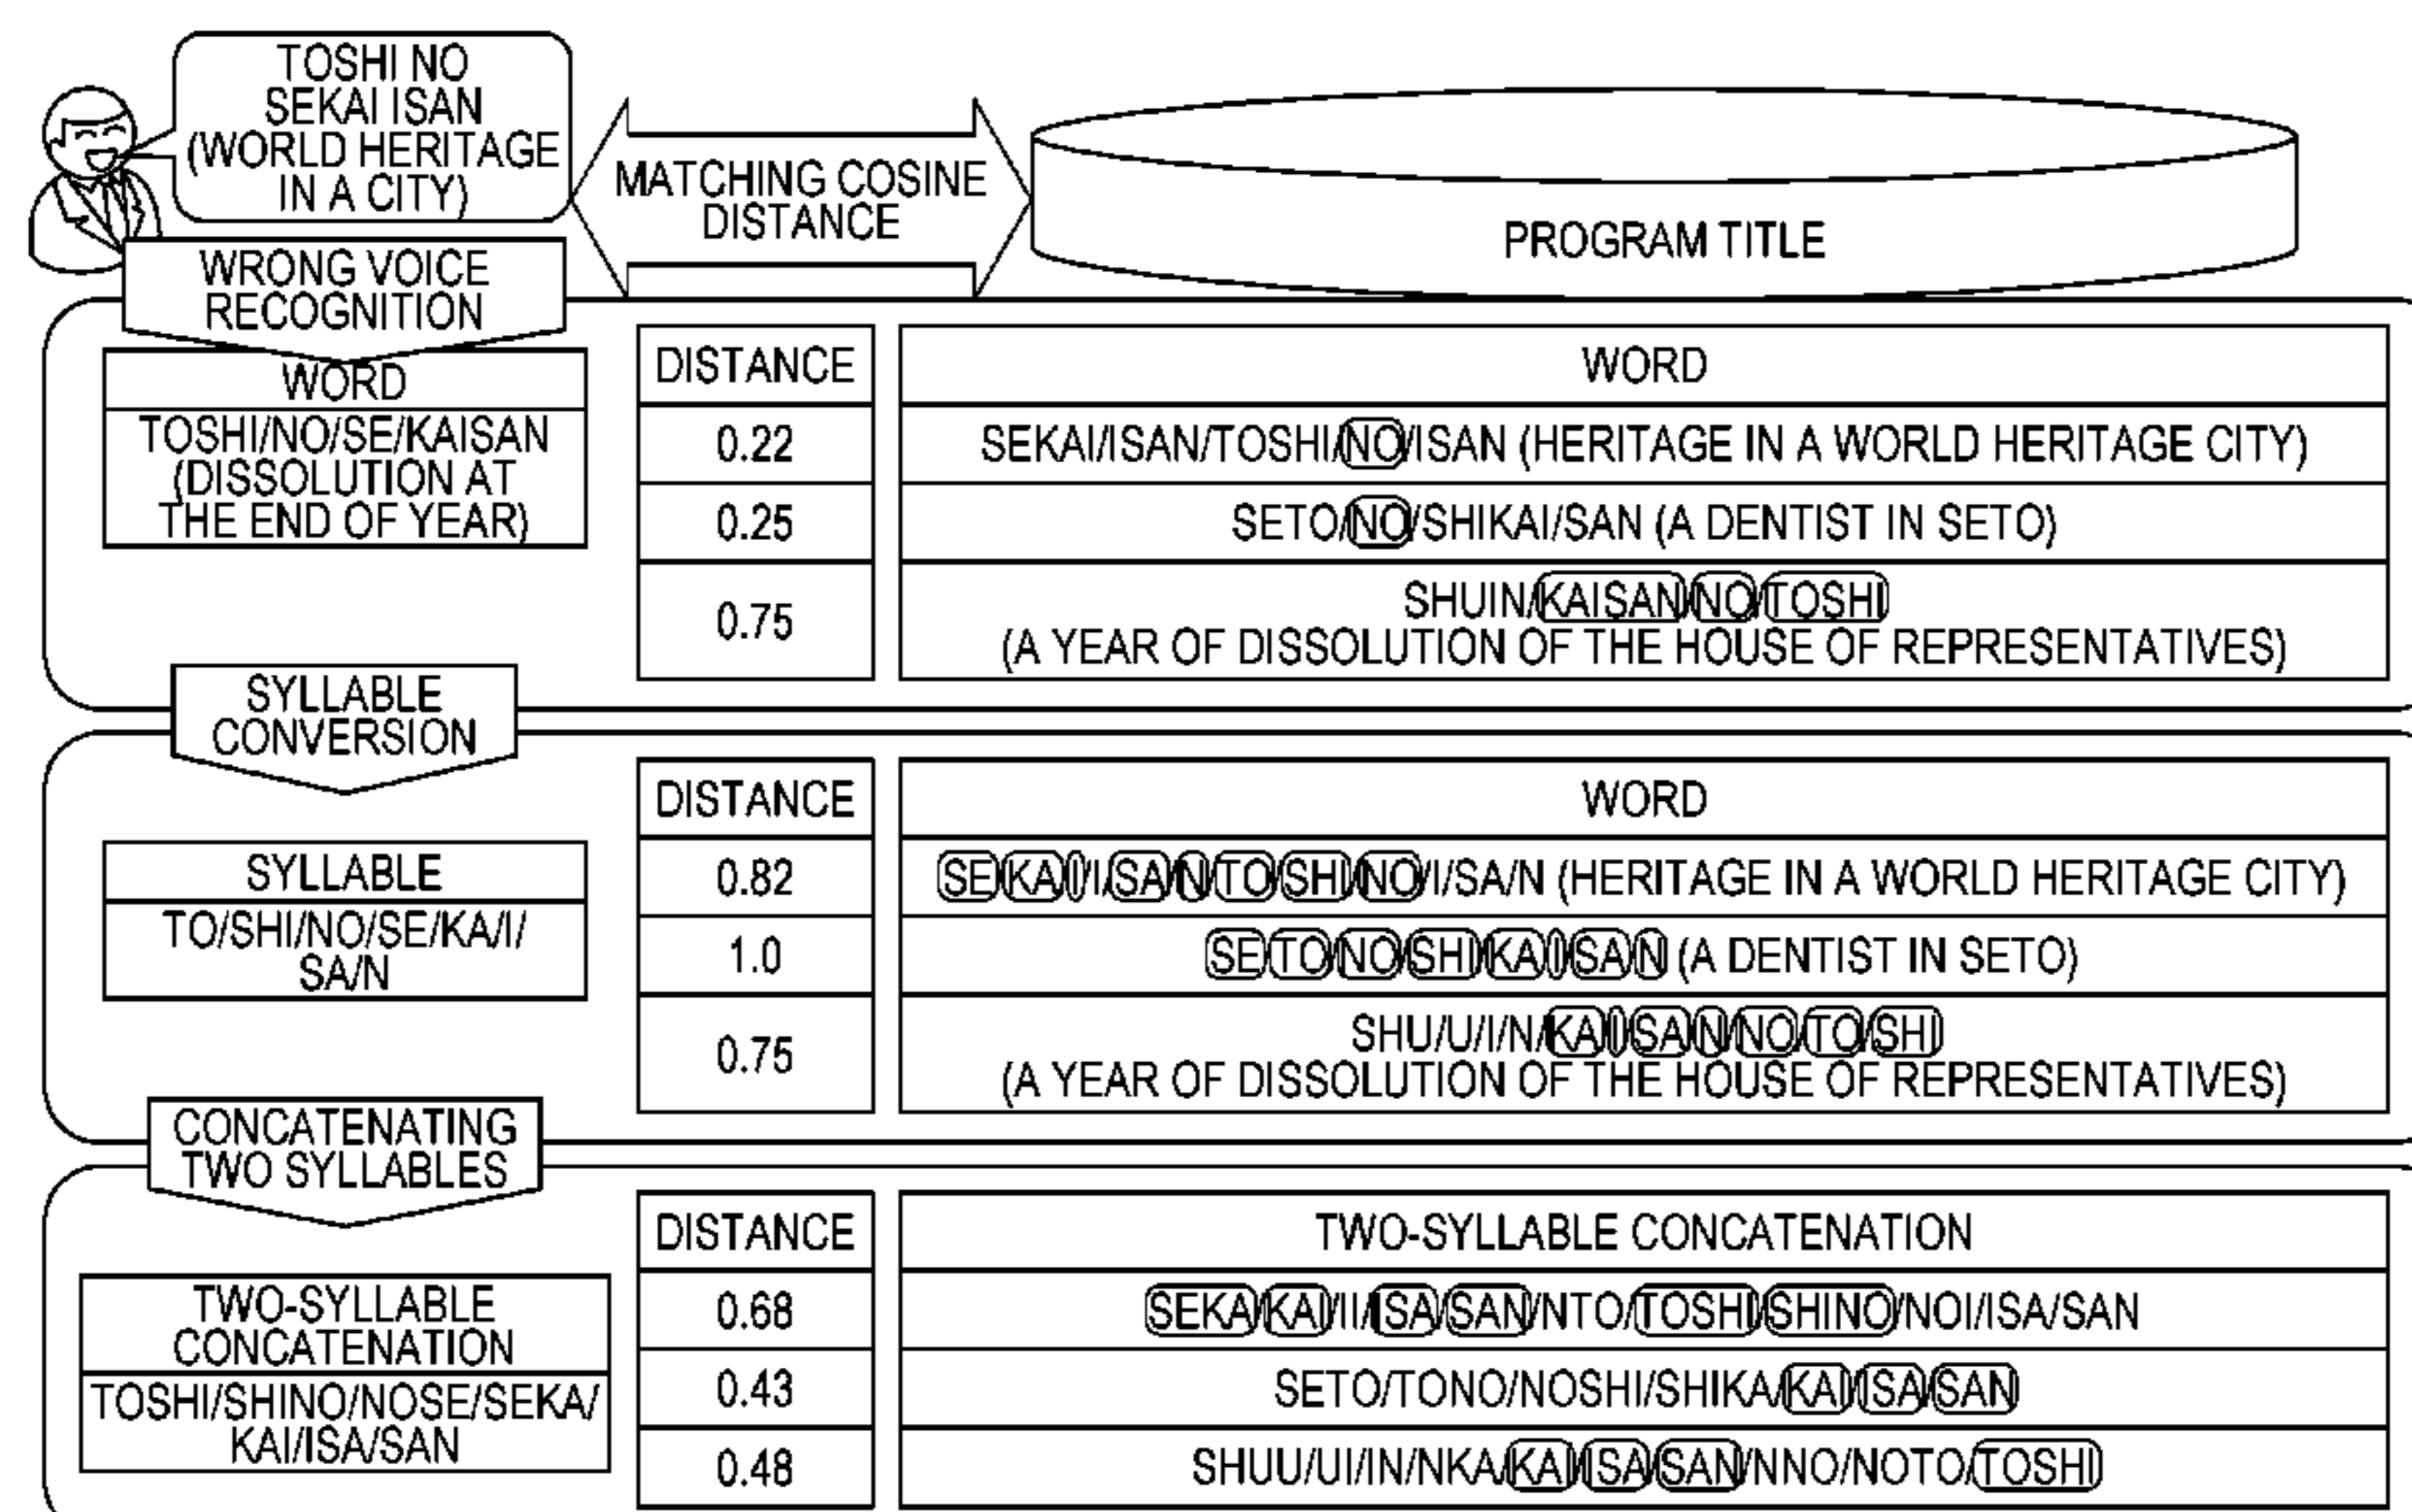 TOSHI NO
SEKAI ISAN
(WORLD HERITAGE
IN A CITY)
MATCHING COSINE
DISTANCE
PROGRAM TITLE
WRONG VOICE
RECOGNITION
WORD
TOSHI/NO/SE/KAISAN
(DISSOLUTION AT
THE END OF YEAR)
DISTANCE
WORD
0.22
SEKAI/ISAN/TOSHI/NO/ISAN (HERITAGE IN A WORLD HERITAGE CITY)
0.25
SETO/NO/SHIKAI/SAN (A DENTIST IN SETO)
0.75
SHUIN/KAISAN/NO/TOSHI
(A YEAR OF DISSOLUTION OF THE HOUSE OF REPRESENTATIVES)
SYLLABLE
CONVERSION
SYLLABLE
TO/SHI/NO/SE/KA/I/
SA/N
DISTANCE
WORD
0.82
SE/KA/I/I/SA/N/TO/SHI/NO/I/SA/N (HERITAGE IN A WORLD HERITAGE CITY)
1.0
SE/TO/NO/SHI/KA/I/SA/N (A DENTIST IN SETO)
0.75
SHU/U/I/N/KA/I/SA/N/NO/TO/SHI
(A YEAR OF DISSOLUTION OF THE HOUSE OF REPRESENTATIVES)
CONCATENATING
TWO SYLLABLES
TWO-SYLLABLE
CONCATENATION
TOSHI/SHINO/NOSE/SEKA/
KAI/ISA/SAN
DISTANCE
TWO-SYLLABLE CONCATENATION
0.68
SEKA/KAI/II/ISA/SAN/NTO/TOSHI/SHINO/NOI/ISA/SAN
0.43
SETO/TONO/NOSHI/SHIKA/KAI/ISA/SAN
0.48
SHUU/UI/IN/NKA/KAI/ISA/SAN/NNO/NOTO/TOSHI